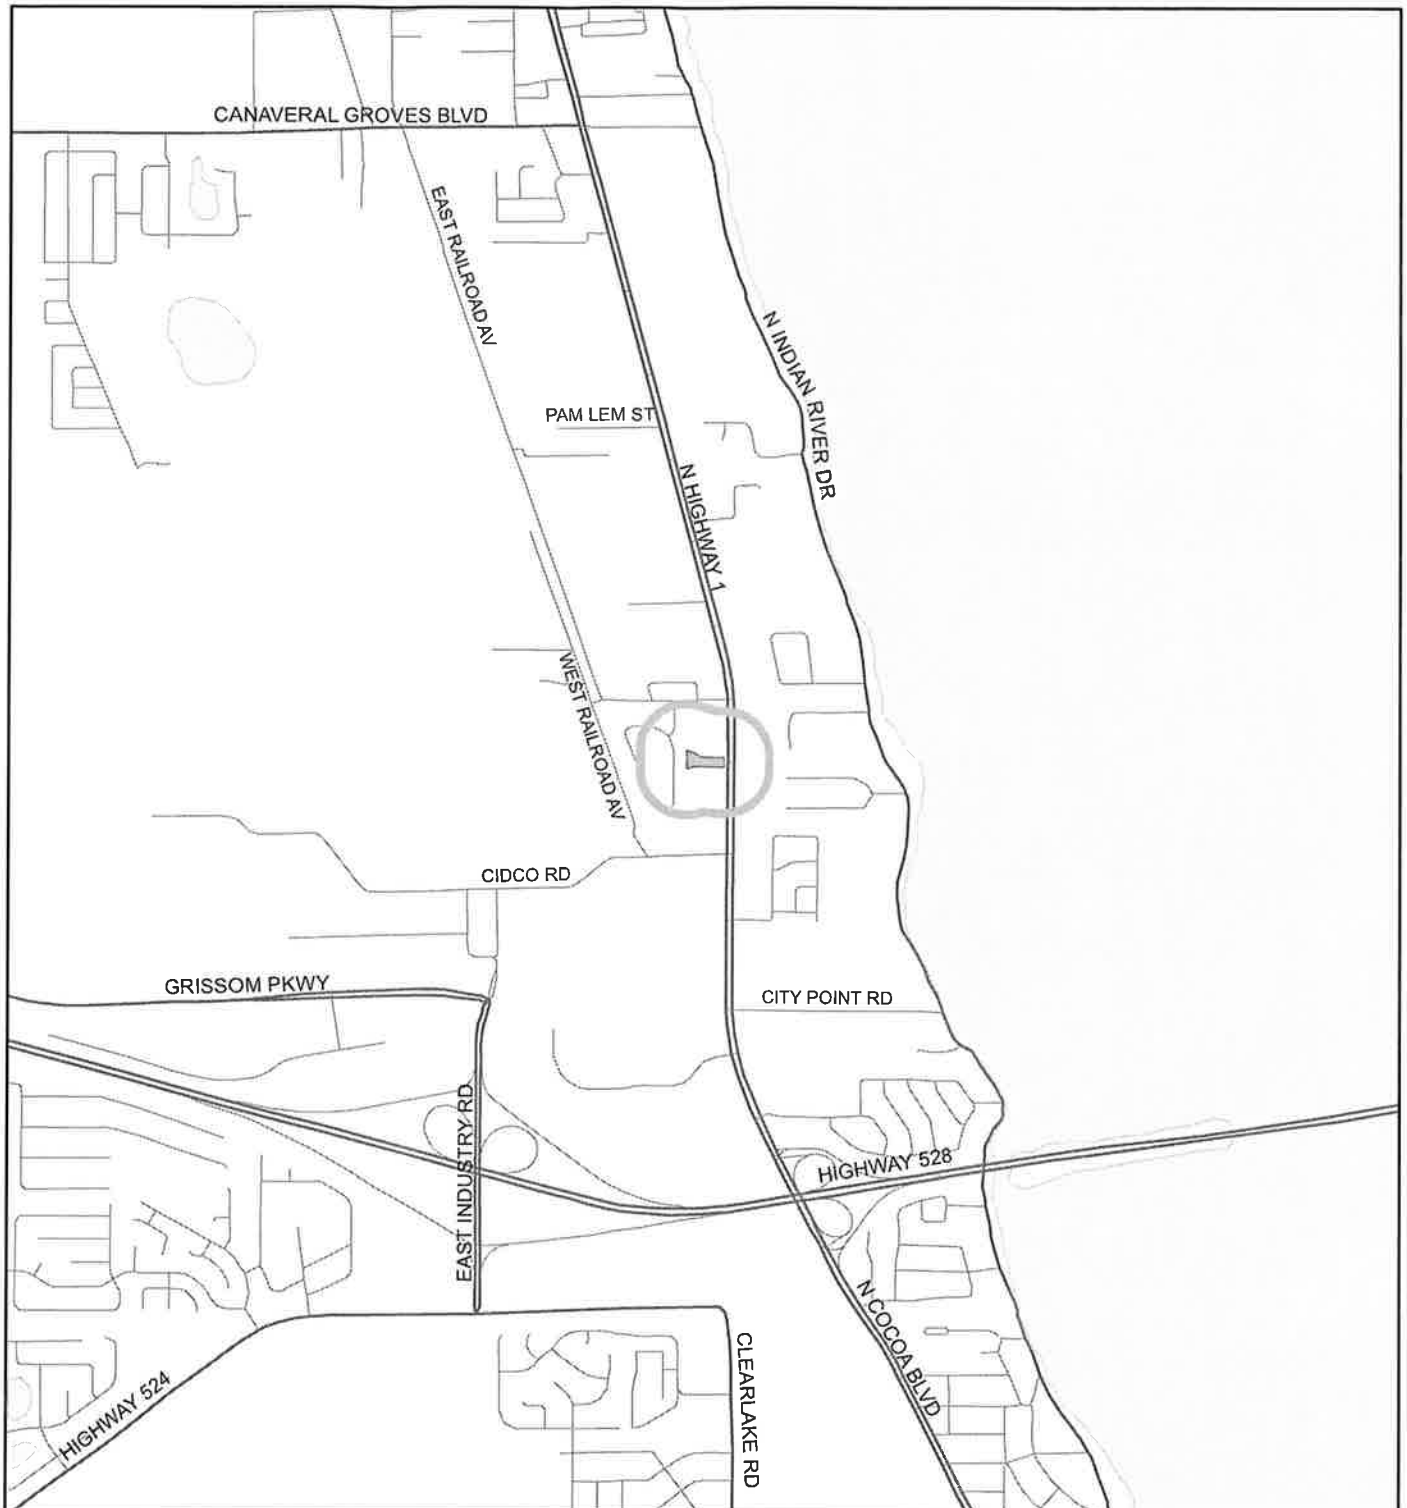 CANAVERAL GROVES BLVD
EAST RAILROAD AV
N INDIAN RIVER DR
PAM LEM ST
N HIGHWAY 1
WEST RAILROAD AV
CIDCO RD
GRISSOM PKWY
CITY POINT RD
EAST INDUSTRY RD
HIGHWAY 528
N COCOA BLVD
CLEARLAKE RD
HIGHWAY 524